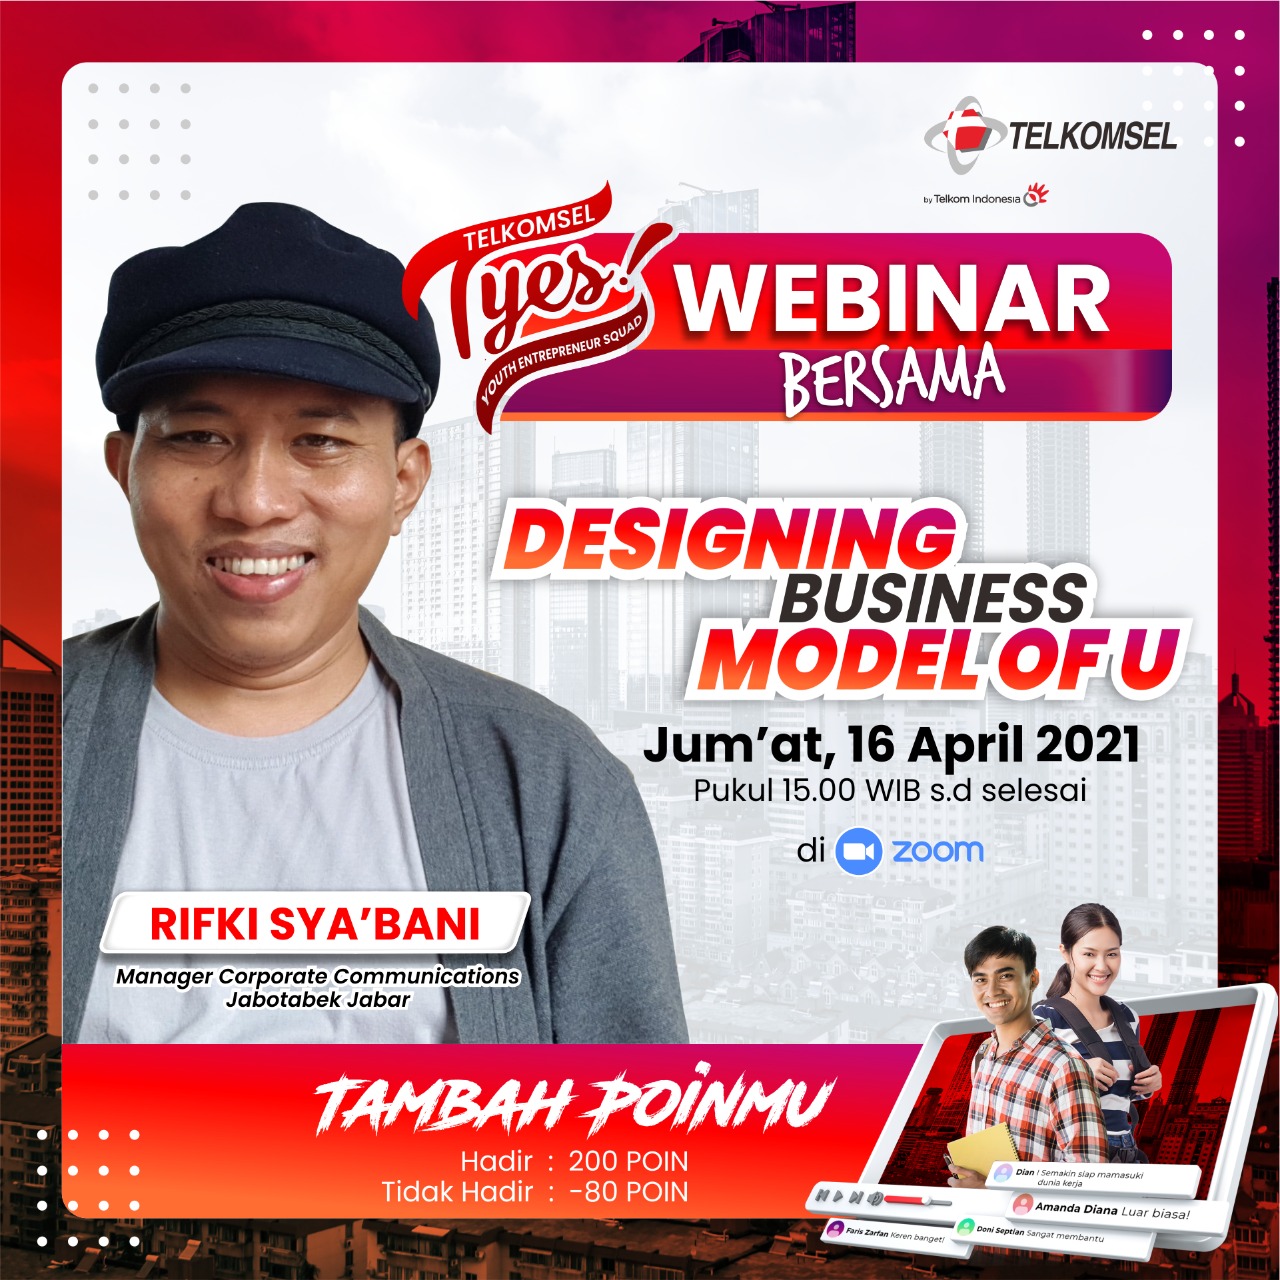 TELKOMSEL
by Telkom Indonesia
TELKOMSEL
yes!
YOUTH ENTREPRENEUR SQUAD
WEBINAR
BERSAMA
DESIGNING
BUSINESS
MODEL OF U
Jum’at, 16 April 2021
Pukul 15.00 WIB s.d selesai
di zoom
RIFKI SYA’BANI
Manager Corporate Communications
Jabotabek Jabar
TAMBAH POINMU
Hadir : 200 POIN
Tidak Hadir : -80 POIN
Dian ! Semakin siap mamasuki
dunia kerja
Amanda Diana Luar biasa!
Faris Zarfan Keren banget!
Doni Septian Sangat membantu